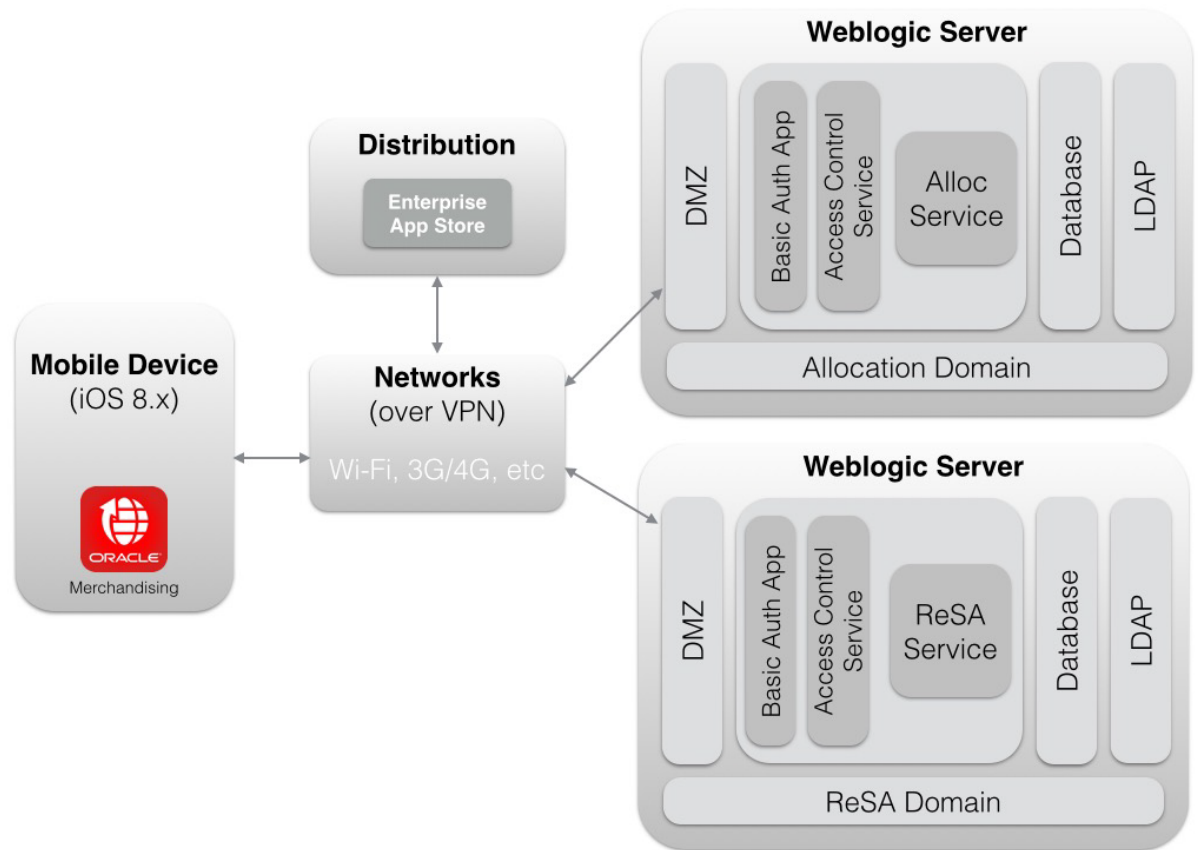 Mobile Device
(iOS 8.x)
ORACLE
Merchandising
Distribution
Enterprise
App Store
Networks
(over VPN)
Wi-Fi, 3G/4G, etc
Weblogic Server
DMZ
Basic Auth App
Access Control
Service
Alloc
Service
Database
LDAP
Allocation Domain
Weblogic Server
DMZ
Basic Auth App
Access Control
Service
ReSA
Service
Database
LDAP
ReSA Domain